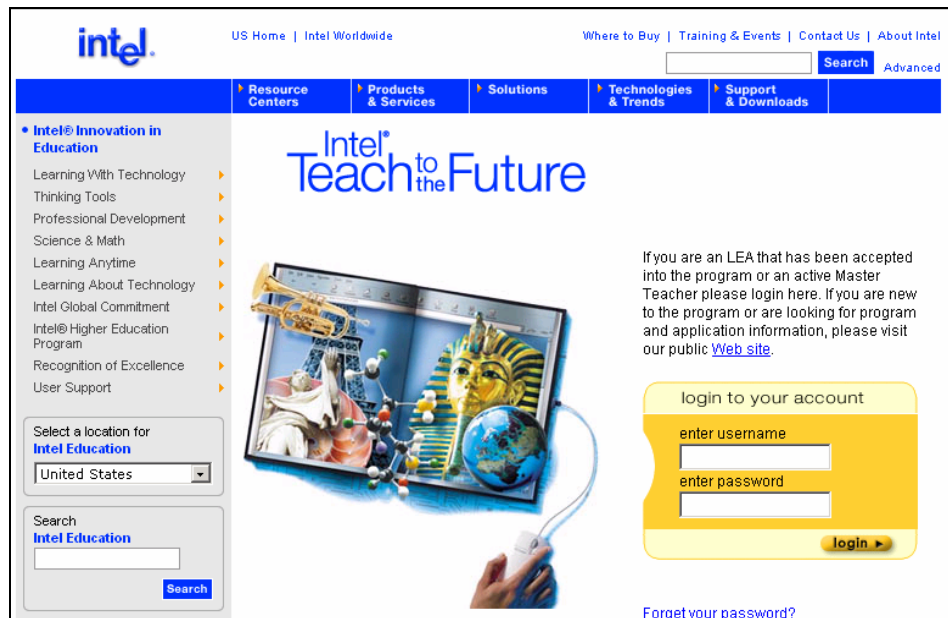 intel.
US Home | Intel Worldwide
Where to Buy | Training & Events | Contact Us | About Intel
Search
Advanced
Resource Centers
Products & Services
Solutions
Technologies & Trends
Support & Downloads
Intel® Innovation in
Education
Learning With Technology
Thinking Tools
Professional Development
Science & Math
Learning Anytime
Learning About Technology
Intel Global Commitment
Intel® Higher Education
Program
Recognition of Excellence
User Support
Select a location for
Intel Education
United States
Search
Intel Education
Search
Intel®
Teach to the Future
If you are an LEA that has been accepted
into the program or an active Master
Teacher please login here. If you are new
to the program or are looking for program
and application information, please visit
our public Web site.
login to your account
enter username
enter password
login
Forget your password?